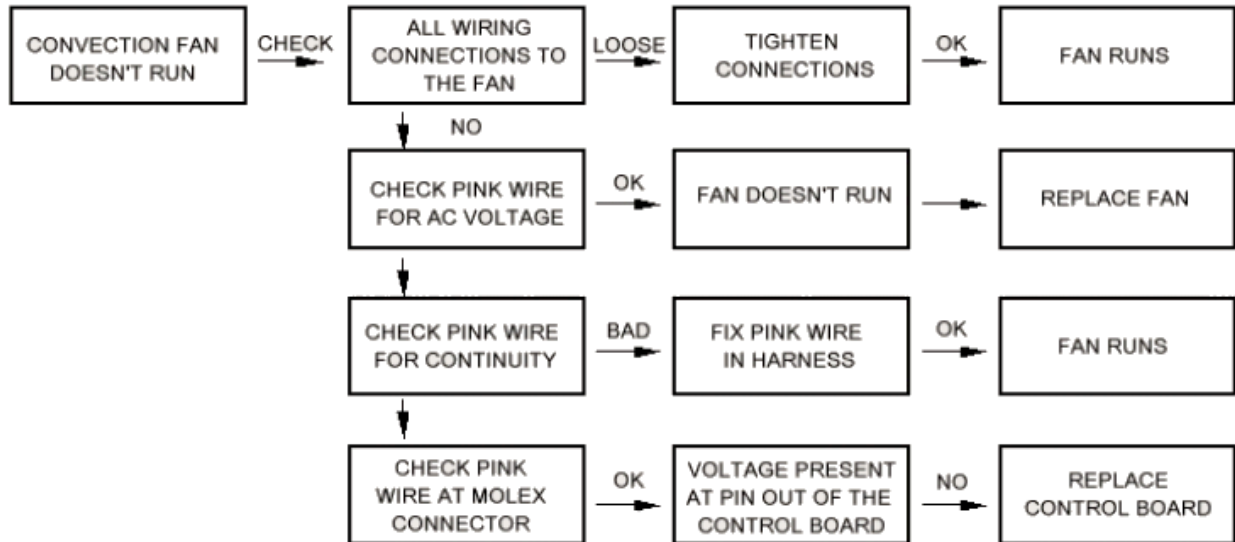 CONVECTION FAN
DOESN'T RUN
CHECK
ALL WIRING
CONNECTIONS TO
THE FAN
LOOSE
TIGHTEN
CONNECTIONS
OK
FAN RUNS
NO
CHECK PINK WIRE
FOR AC VOLTAGE
OK
FAN DOESN'T RUN
REPLACE FAN
CHECK PINK WIRE
FOR CONTINUITY
BAD
FIX PINK WIRE
IN HARNESS
OK
FAN RUNS
CHECK PINK
WIRE AT MOLEX
CONNECTOR
OK
VOLTAGE PRESENT
AT PIN OUT OF THE
CONTROL BOARD
NO
REPLACE
CONTROL BOARD